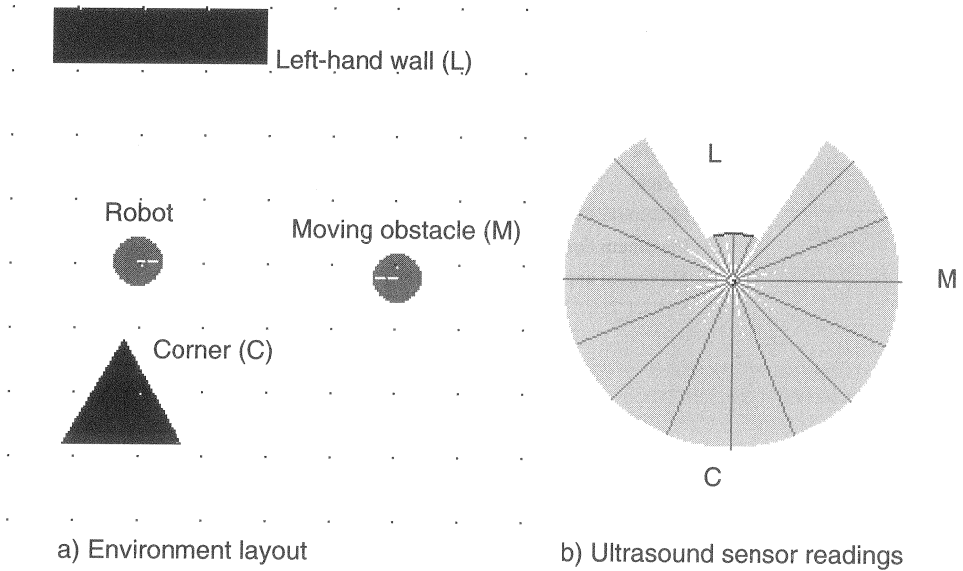 Left-hand wall (L)
L
Robot
Moving obstacle (M)
M
Corner (C)
C
a) Environment layout
b) Ultrasound sensor readings